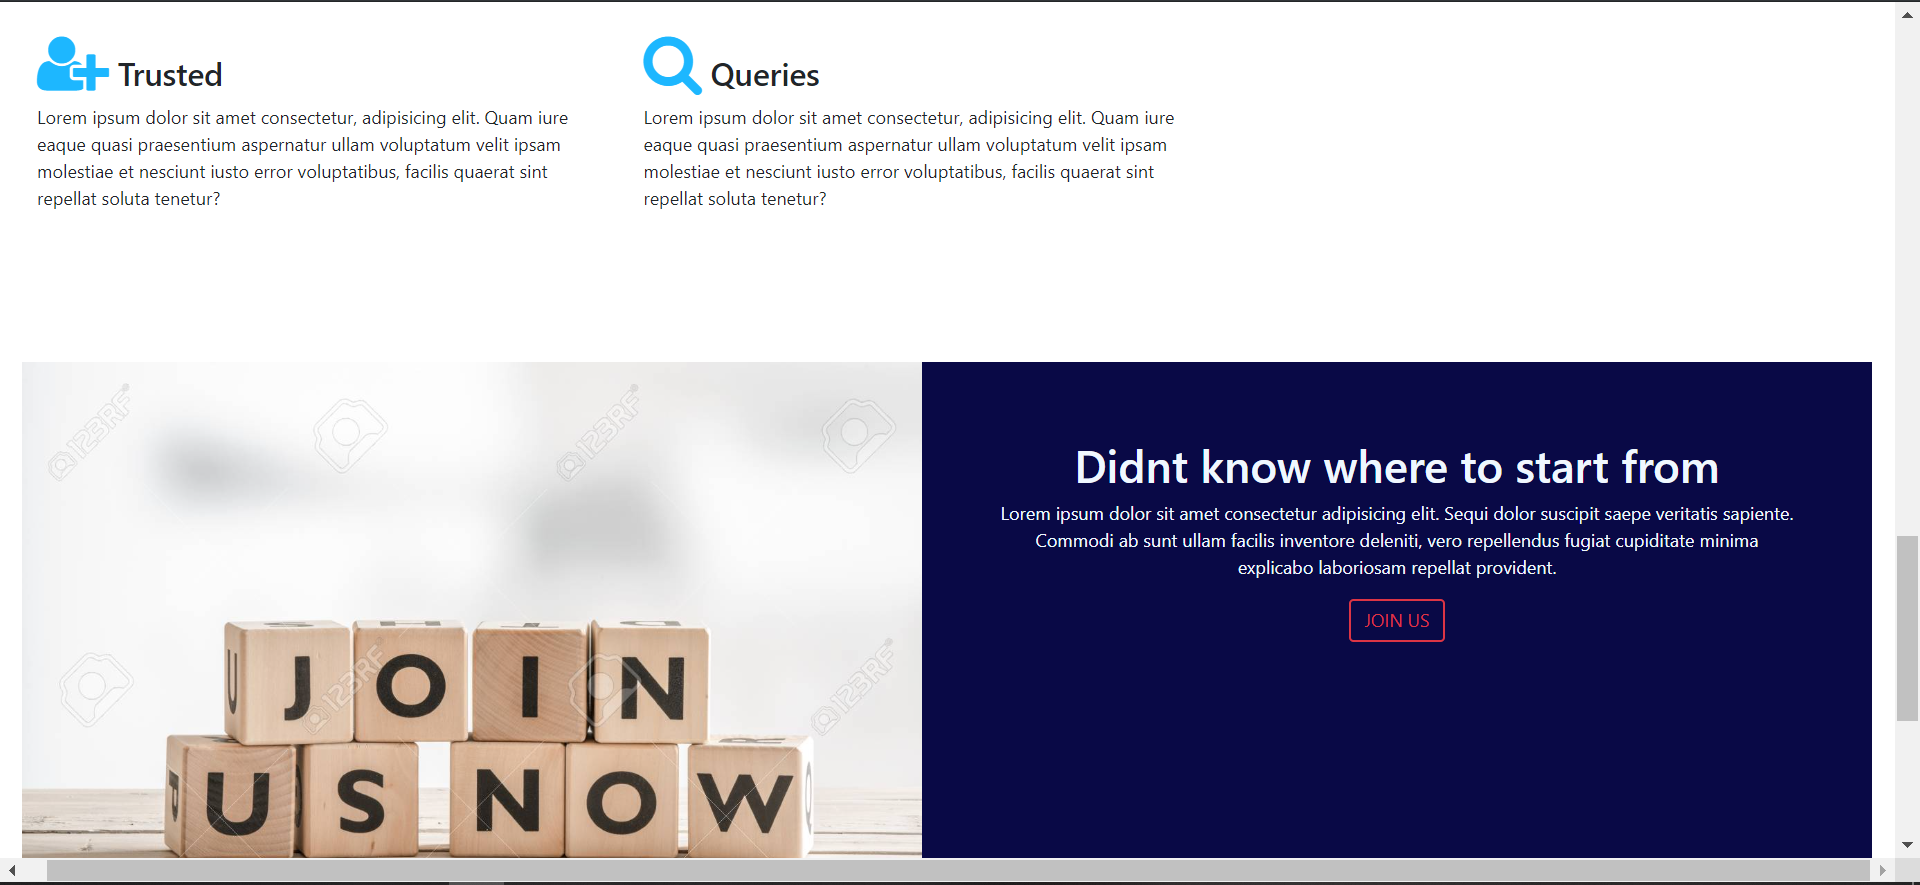 Trusted
Lorem ipsum dolor sit amet consectetur, adipisicing elit. Quam iure
eaque quasi praesentium aspernatur ullam voluptatum velit ipsam
molestiae et nesciunt iusto error voluptatibus, facilis quaerat sint
repellat soluta tenetur?
Queries
Lorem ipsum dolor sit amet consectetur, adipisicing elit. Quam iure
eaque quasi praesentium aspernatur ullam voluptatum velit ipsam
molestiae et nesciunt iusto error voluptatibus, facilis quaerat sint
repellat soluta tenetur?
123RF
123RF
123RF
123RF
JOIN
US NOW
Didnt know where to start from
Lorem ipsum dolor sit amet consectetur adipisicing elit. Sequi dolor suscipit saepe veritatis sapiente.
Commodi ab sunt ullam facilis inventore deleniti, vero repellendus fugiat cupiditate minima
explicabo laboriosam repellat provident.
JOIN US